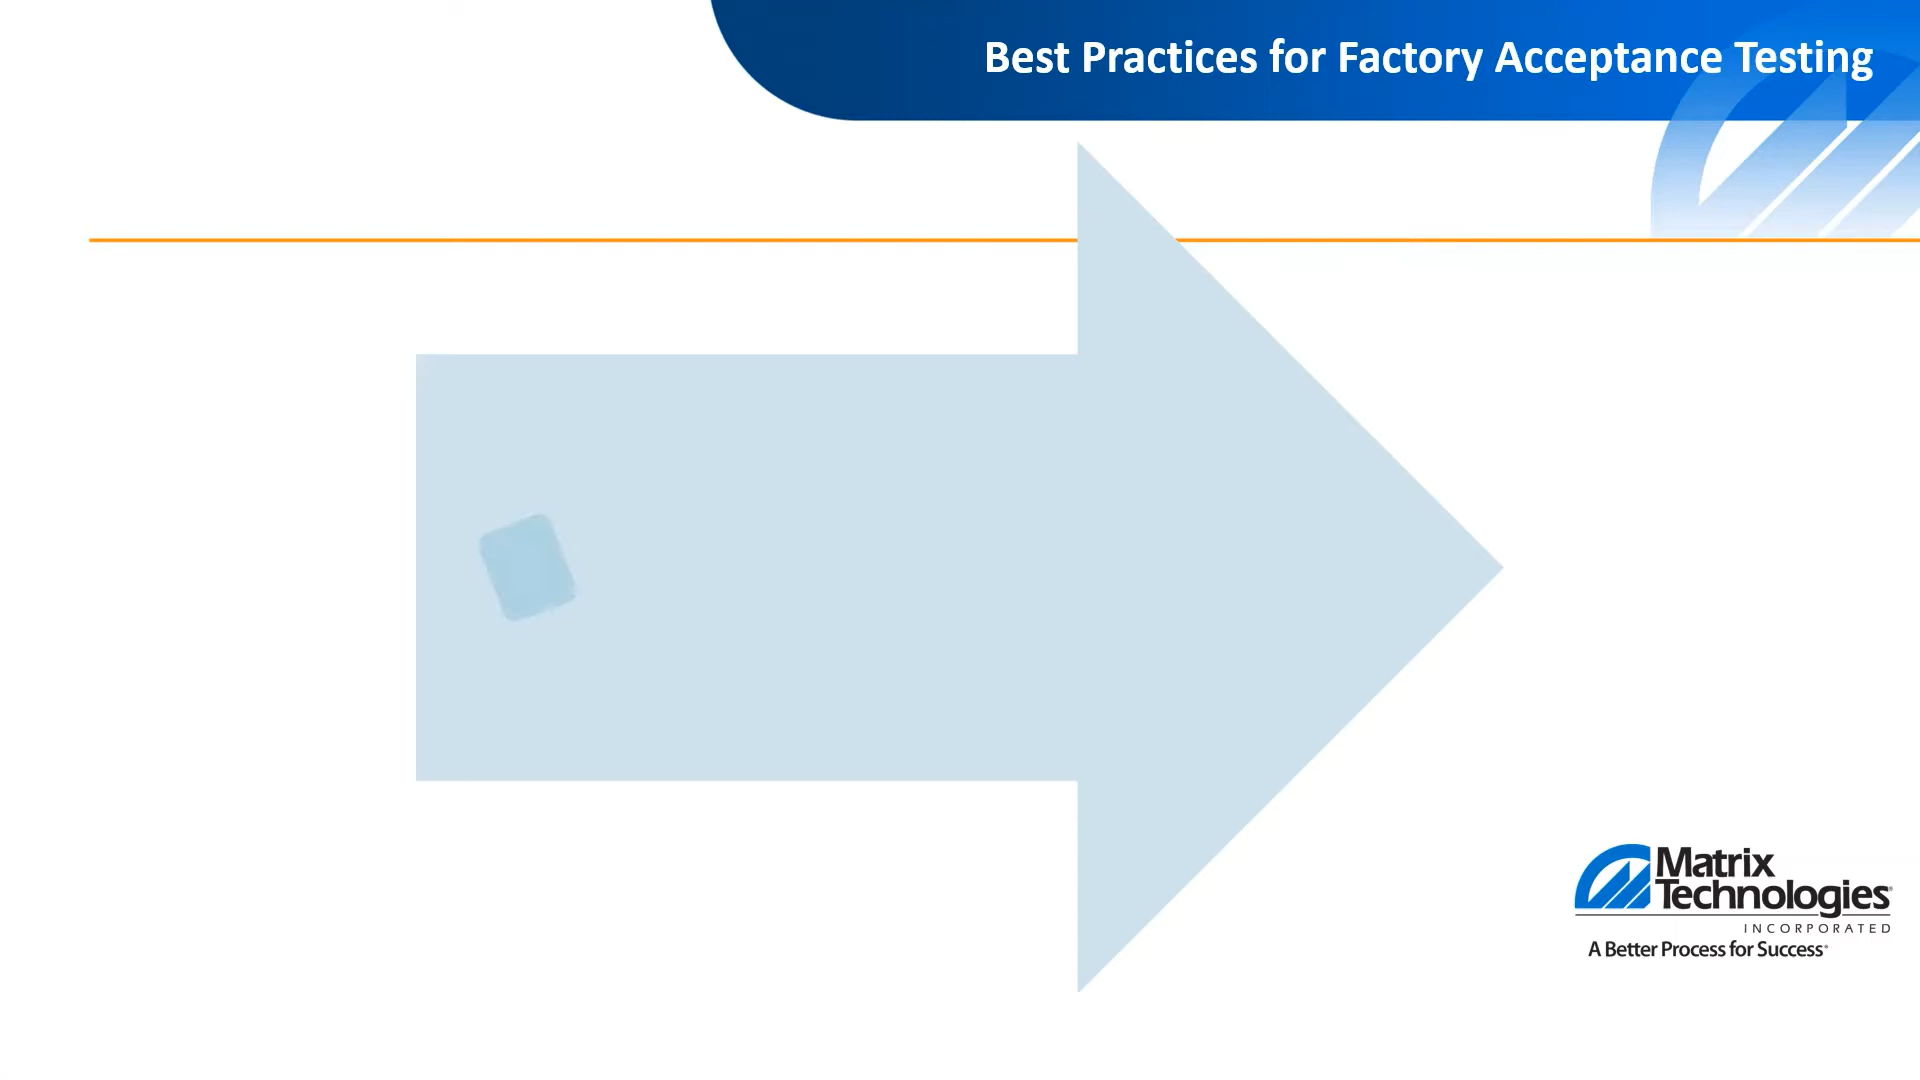 Best Practices for Factory Acceptance Testing
Matrix
Technologies
INCORPORATED
A Better Process for Success